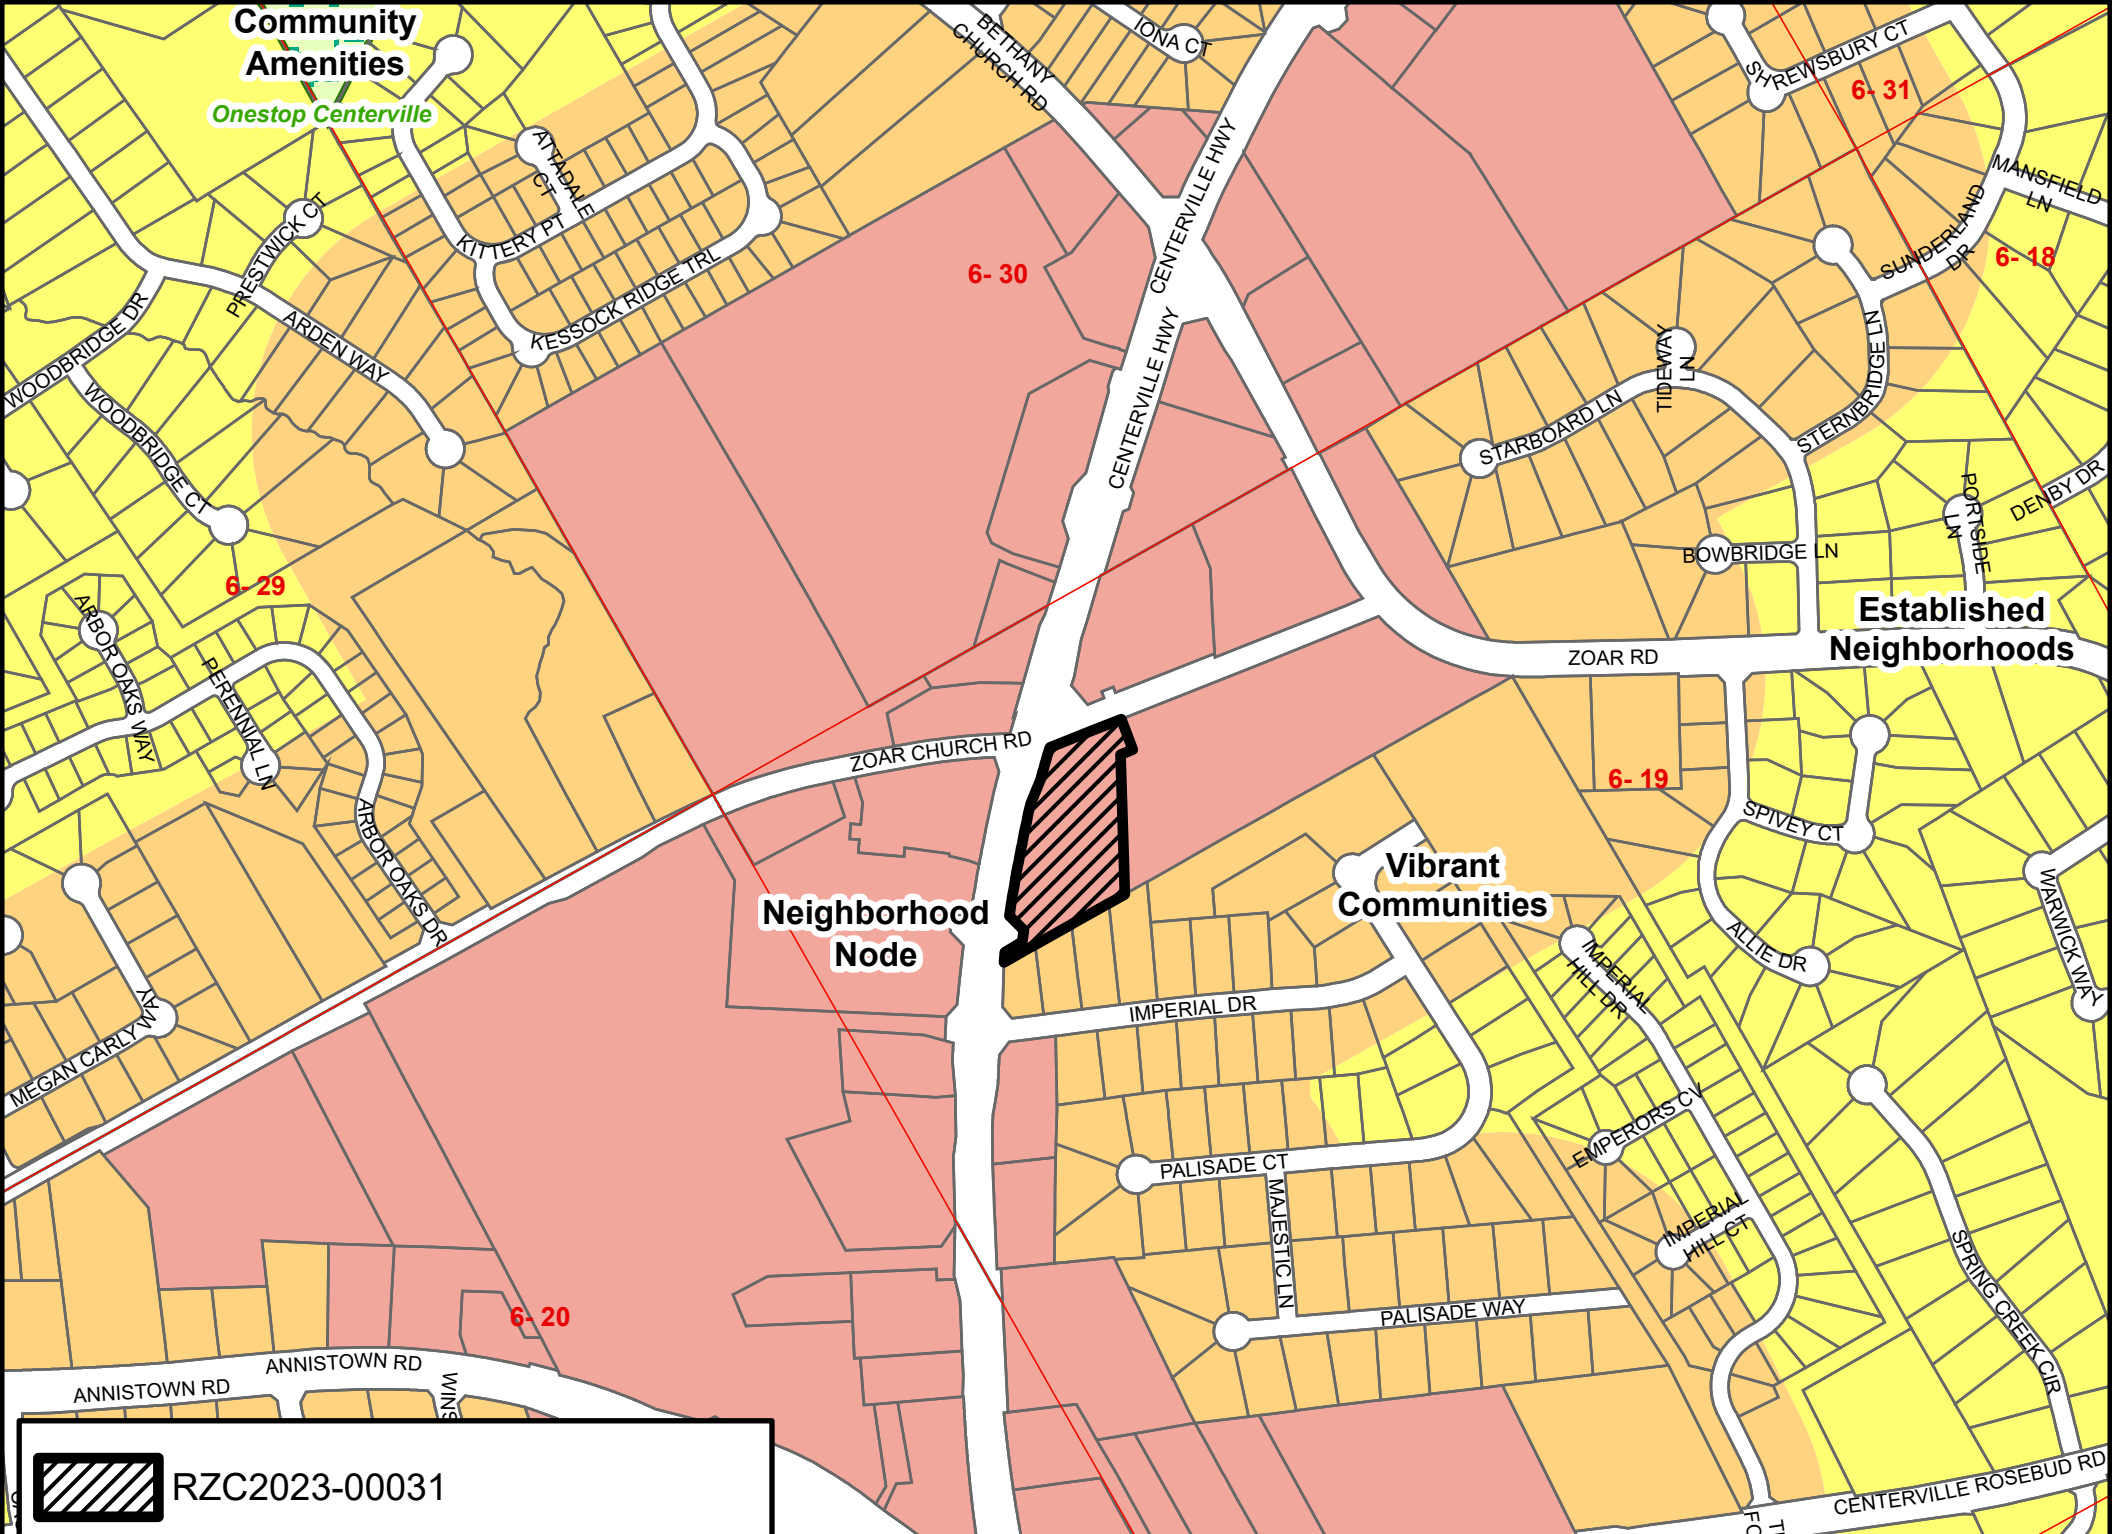 Community
Amenities
Onestop Centerville
BETHANY
CHURCH RD
IONA CT
SHREWSBURY CT
6- 31
CENTERVILLE HWY
ATTADALE
CT
KITTERY PT
PRESTWICK CT
KESSOCK RIDGE TRL
6- 30
MANSFIELD
LN
SUNDERLAND
DR
6- 18
WOODBRIDGE DR
ARDEN WAY
WOODBRIDGE CT
CENTERVILLE HWY
TIDEWAY
LN
STARBOARD LN
STERNBRIDGE LN
PORTSIDE
LN
DENBY DR
BOWBRIDGE LN
6- 29
ARBOR OAKS WAY
PERENNIAL LN
Established
Neighborhoods
ZOAR RD
ZOAR CHURCH RD
6- 19
SPIVEY CT
ARBOR OAKS DR
Vibrant
Communities
Neighborhood
Node
WARWICK WAY
ALLIE DR
IMPERIAL
HILL DR
IMPERIAL DR
MEGAN CARLY WAY
EMPERORS CV
PALISADE CT
MAJESTIC LN
IMPERIAL
HILL CT
SPRING CREEK CIR
6- 20
PALISADE WAY
ANNISTOWN RD
ANNISTOWN RD
WINS
CENTERVILLE ROSEBUD RD
RZC2023-00031